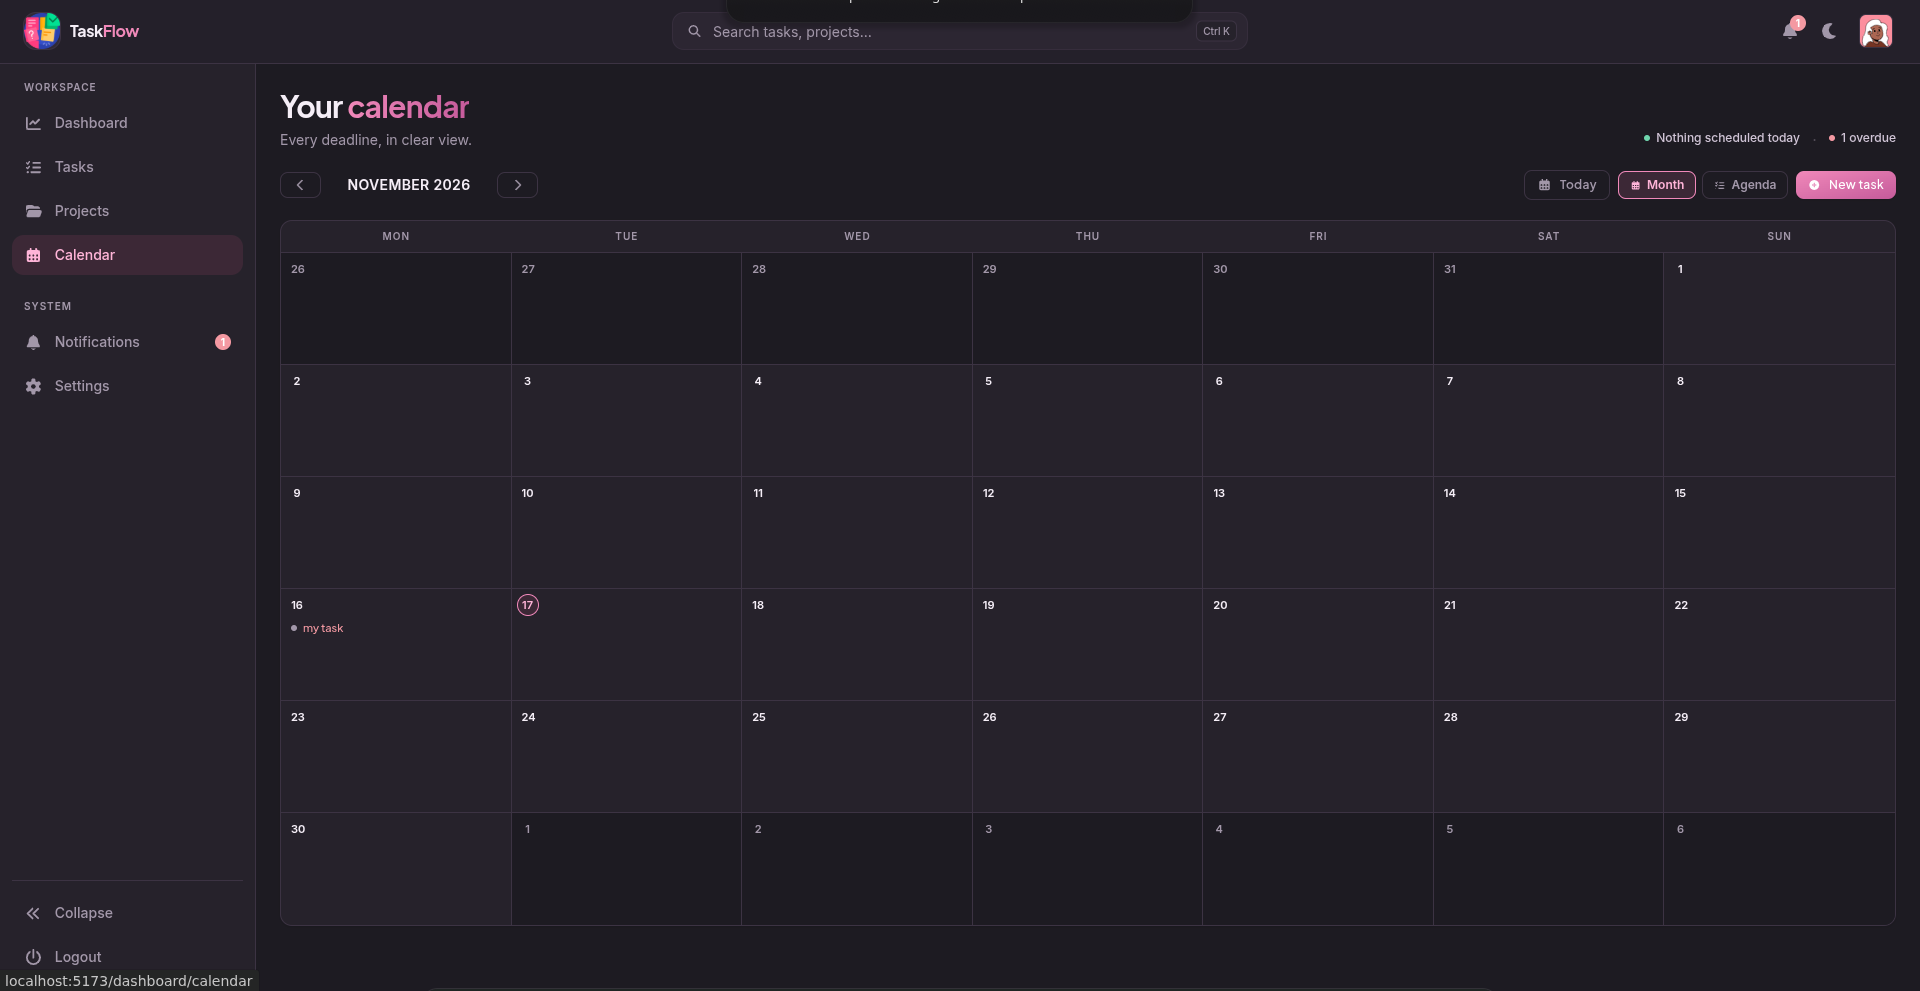 TaskFlow
Search tasks, projects...
Ctrl K
1
WORKSPACE
Dashboard
Tasks
Projects
Calendar
SYSTEM
Notifications 1
Settings
Collapse
Logout
localhost:5173/dashboard/calendar
Your calendar
Every deadline, in clear view.
Nothing scheduled today · 1 overdue
NOVEMBER 2026
Today
Month
Agenda
New task
MON TUE WED THU FRI SAT SUN
26 27 28 29 30 31 1
2 3 4 5 6 7 8
9 10 11 12 13 14 15
16 17 18 19 20 21 22
my task
23 24 25 26 27 28 29
30 1 2 3 4 5 6